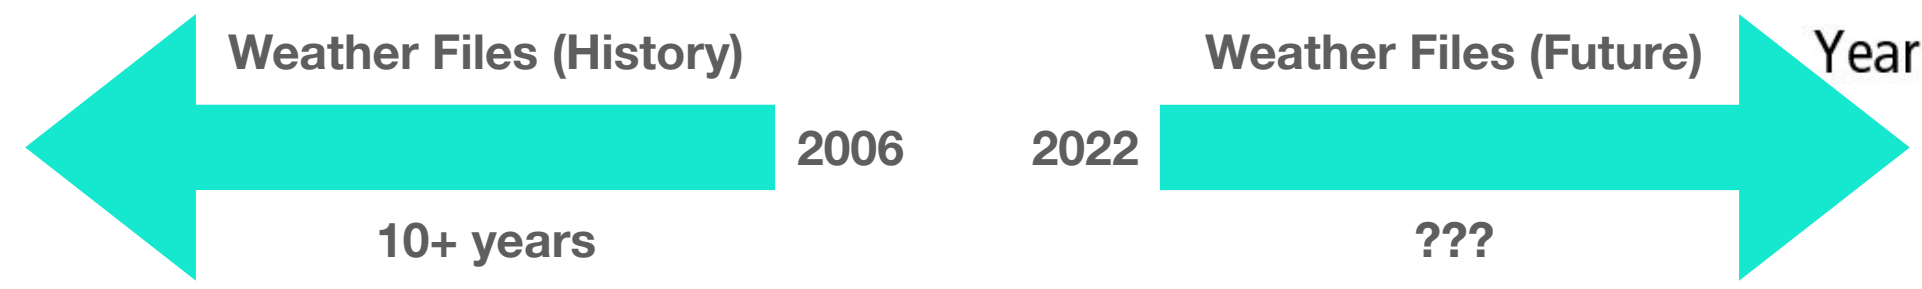 Weather Files (History)
Weather Files (Future)
Year
2006
2022
10+ years
???